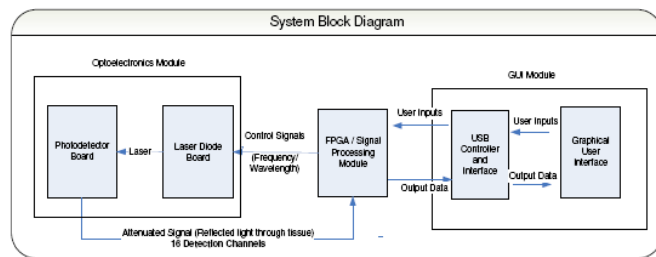 System Block Diagram
Optoelectronics Module
GUI Module
Photodetector
Board
Laser
Laser Diode
Board
Control Signals
(Frequency/
Wavelength)
FPGA / Signal
Processing
Module
User Inputs
Output Data
USB
Controller
and
Interface
User Inputs
Output Data
Graphical
User
Interface
Attenuated Signal (Reflected light through tissue)
16 Detection Channels